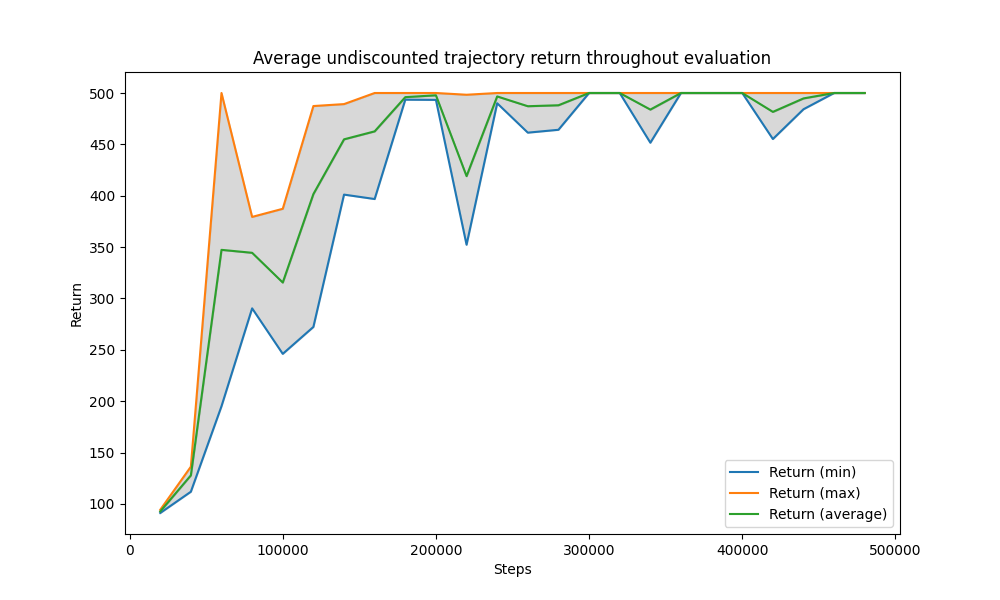 Average undiscounted trajectory return throughout evaluation
500
450
400
350
300
250
200
150
100
Return
0 100000 200000 300000 400000 500000
Steps
Return (min)
Return (max)
Return (average)